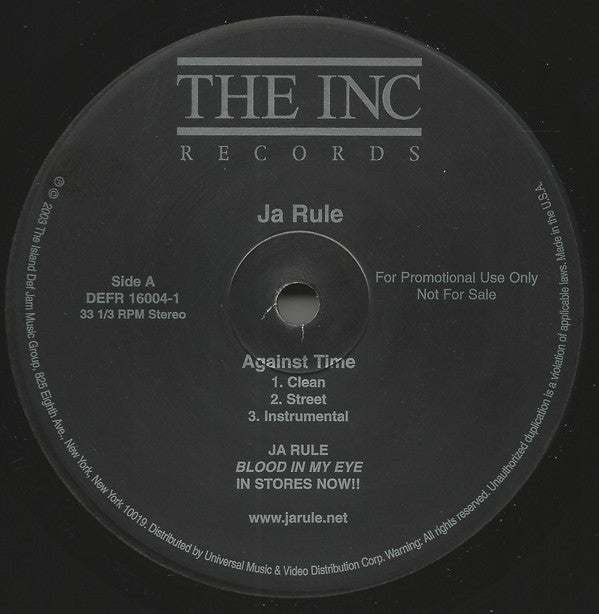 THE INC
RECORDS
Ja Rule
Side A
DEFR 16004-1
33 1/3 RPM Stereo
For Promotional Use Only
Not For Sale
Against Time
1. Clean
2. Street
3. Instrumental
JA RULE
BLOOD IN MY EYE
IN STORES NOW!!
www.jarule.net
℗ © 2003 The Island Def Jam Music Group, 825 Eighth Ave., New York, New York 10019. Distributed by Universal Music & Video Distribution Corp. Warning: All rights reserved. Unauthorized duplication is a violation of applicable laws. Made in the U.S.A.